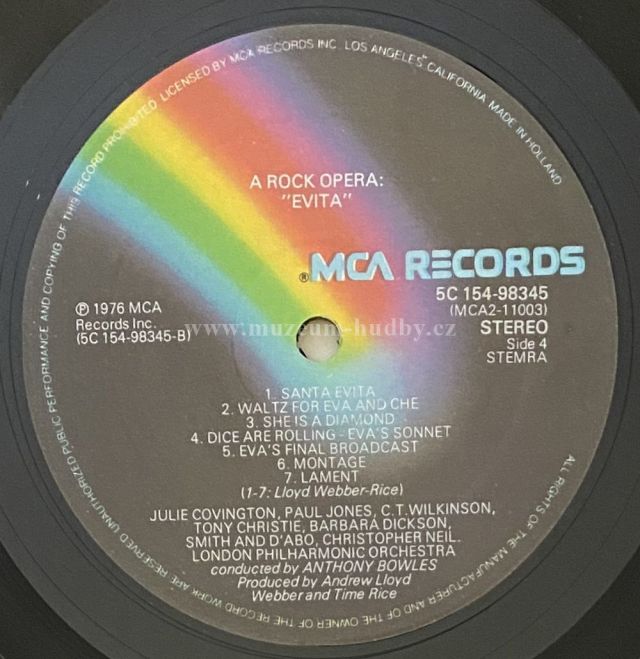 UNAUTHORIZED PUBLIC PERFORMANCE AND COPYING OF THIS RECORD PROHIBITED. LICENSED BY MCA RECORDS INC. LOS ANGELES, CALIFORNIA. MADE IN HOLLAND
A ROCK OPERA:
"EVITA"
®MCA RECORDS
5C 154-98345
(MCA2-11003)
STEREO
Side 4
STEMRA
℗ 1976 MCA
Records Inc.
(5C 154-98345-B)
www.muzeum-hudby.cz
1. SANTA EVITA
2. WALTZ FOR EVA AND CHE
3. SHE IS A DIAMOND
4. DICE ARE ROLLING - EVA'S SONNET
5. EVA'S FINAL BROADCAST
6. MONTAGE
7. LAMENT
(1-7: Lloyd Webber-Rice)
JULIE COVINGTON, PAUL JONES, C.T. WILKINSON,
TONY CHRISTIE, BARBARA DICKSON,
SMITH AND D'ABO, CHRISTOPHER NEIL.
LONDON PHILHARMONIC ORCHESTRA
conducted by ANTHONY BOWLES
Produced by Andrew Lloyd
Webber and Time Rice
ALL RIGHTS OF THE MANUFACTURER AND OF THE OWNER OF THE RECORD WORK ARE RESERVED